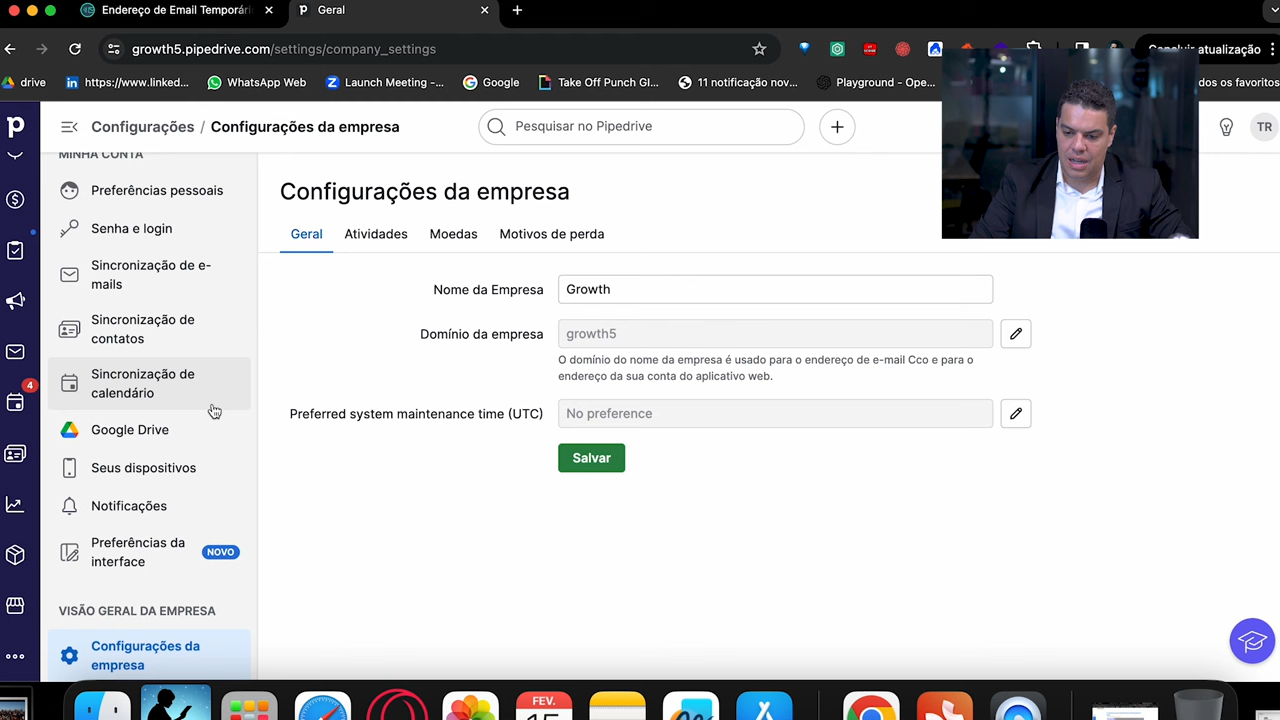 Endereço de Email Temporári
Geral
growth5.pipedrive.com/settings/company_settings
Concluir atualização
drive
https://www.linked...
WhatsApp Web
Launch Meeting -...
Google
Take Off Punch Gl...
11 notificação nov...
Playground - Ope...
dos os favoritos
Configurações / Configurações da empresa
Pesquisar no Pipedrive
TR
MINHA CONTA
Preferências pessoais
Senha e login
Sincronização de e-
mails
Sincronização de
contatos
Sincronização de
calendário
4
Google Drive
Seus dispositivos
Notificações
Preferências da
interface
NOVO
VISÃO GERAL DA EMPRESA
Configurações da
empresa
Configurações da empresa
Geral
Atividades
Moedas
Motivos de perda
Nome da Empresa
Growth
Domínio da empresa
growth5
O domínio do nome da empresa é usado para o endereço de e-mail Cco e para o
endereço da sua conta do aplicativo web.
Preferred system maintenance time (UTC)
No preference
Salvar
FEV.